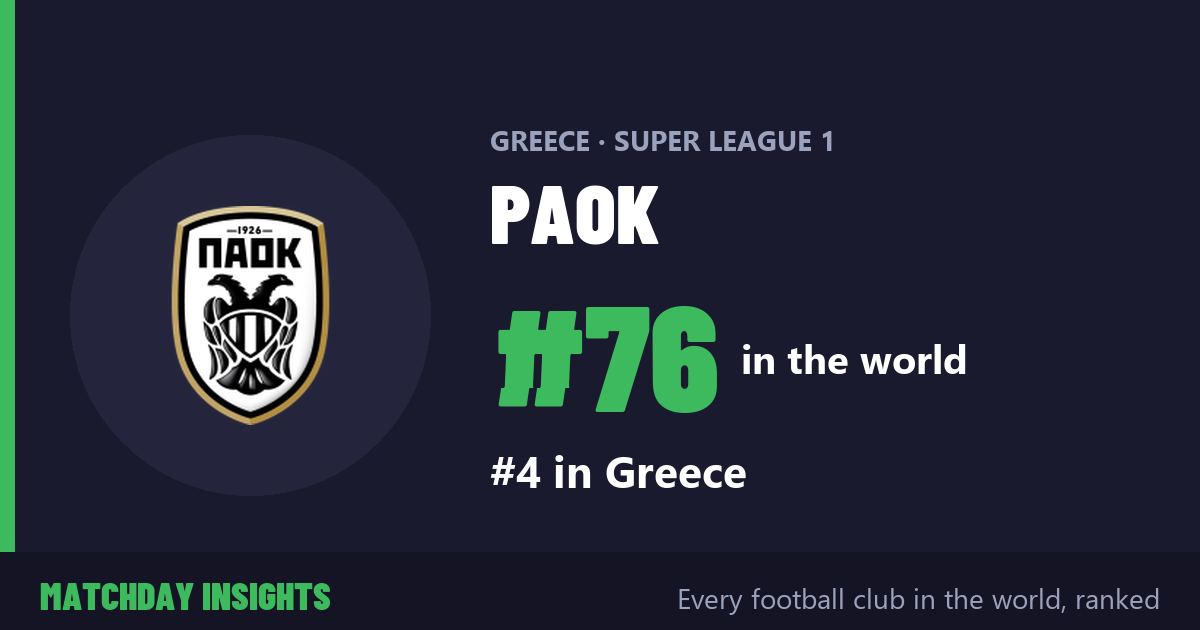 GREECE · SUPER LEAGUE 1
PAOK
–1926–
ΠΑΟΚ
#76 in the world
#4 in Greece
MATCHDAY INSIGHTS
Every football club in the world, ranked